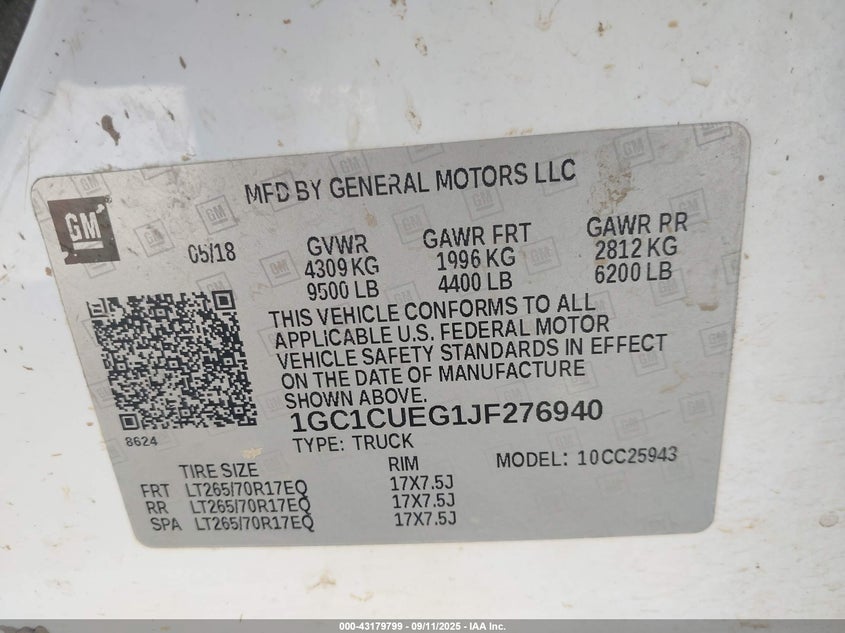 MFD BY GENERAL MOTORS LLC
GM
05/18
GVWR
4309 KG
9500 LB
GAWR FRT
1996 KG
4400 LB
GAWR RR
2812 KG
6200 LB
THIS VEHICLE CONFORMS TO ALL
APPLICABLE U.S. FEDERAL MOTOR
VEHICLE SAFETY STANDARDS IN EFFECT
ON THE DATE OF MANUFACTURE
SHOWN ABOVE.
1GC1CUEG1JF276940
8624
TYPE: TRUCK
MODEL: 10CC25943
TIRE SIZE RIM
FRT LT265/70R17EQ 17X7.5J
RR LT265/70R17EQ 17X7.5J
SPA LT265/70R17EQ 17X7.5J
000-43179799 - 09/11/2025 - IAA Inc.